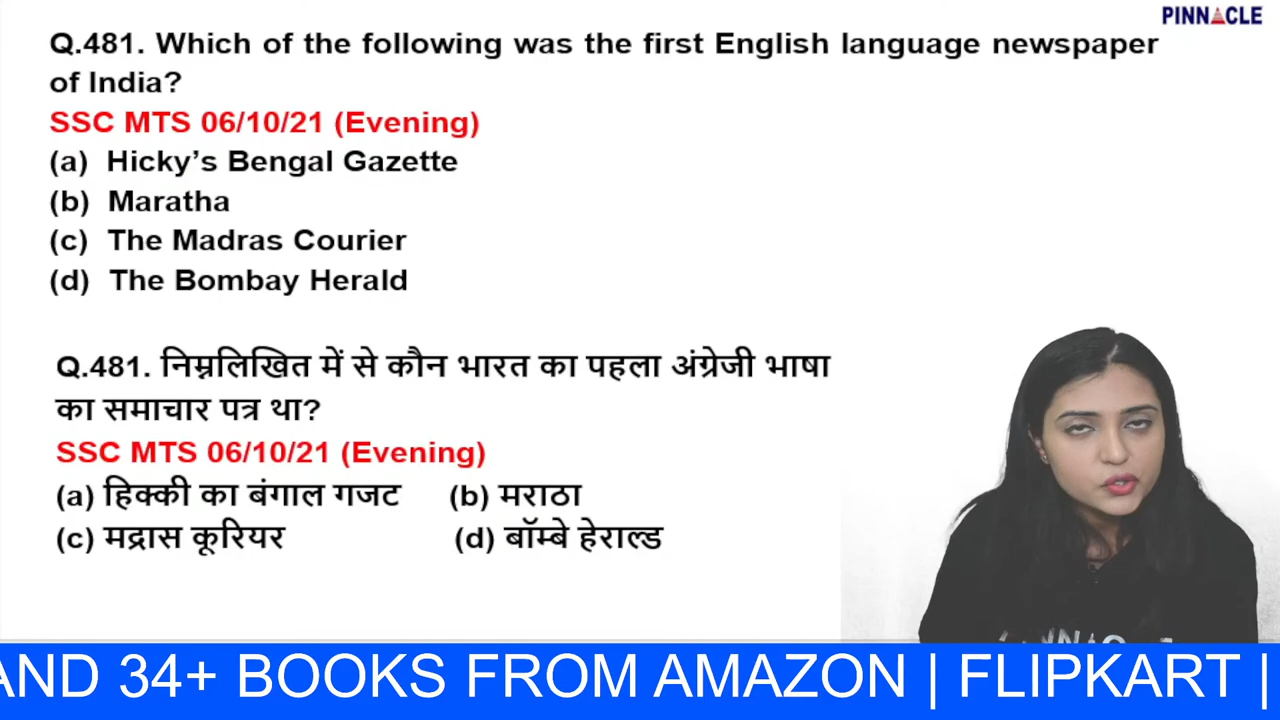 PINNACLE
Q.481. Which of the following was the first English language newspaper
of India?
SSC MTS 06/10/21 (Evening)
(a) Hicky’s Bengal Gazette
(b) Maratha
(c) The Madras Courier
(d) The Bombay Herald
Q.481. निम्नलिखित में से कौन भारत का पहला अंग्रेजी भाषा
का समाचार पत्र था?
SSC MTS 06/10/21 (Evening)
(a) हिक्की का बंगाल गजट (b) मराठा
(c) मद्रास कूरियर (d) बॉम्बे हेराल्ड
AND 34+ BOOKS FROM AMAZON | FLIPKART |